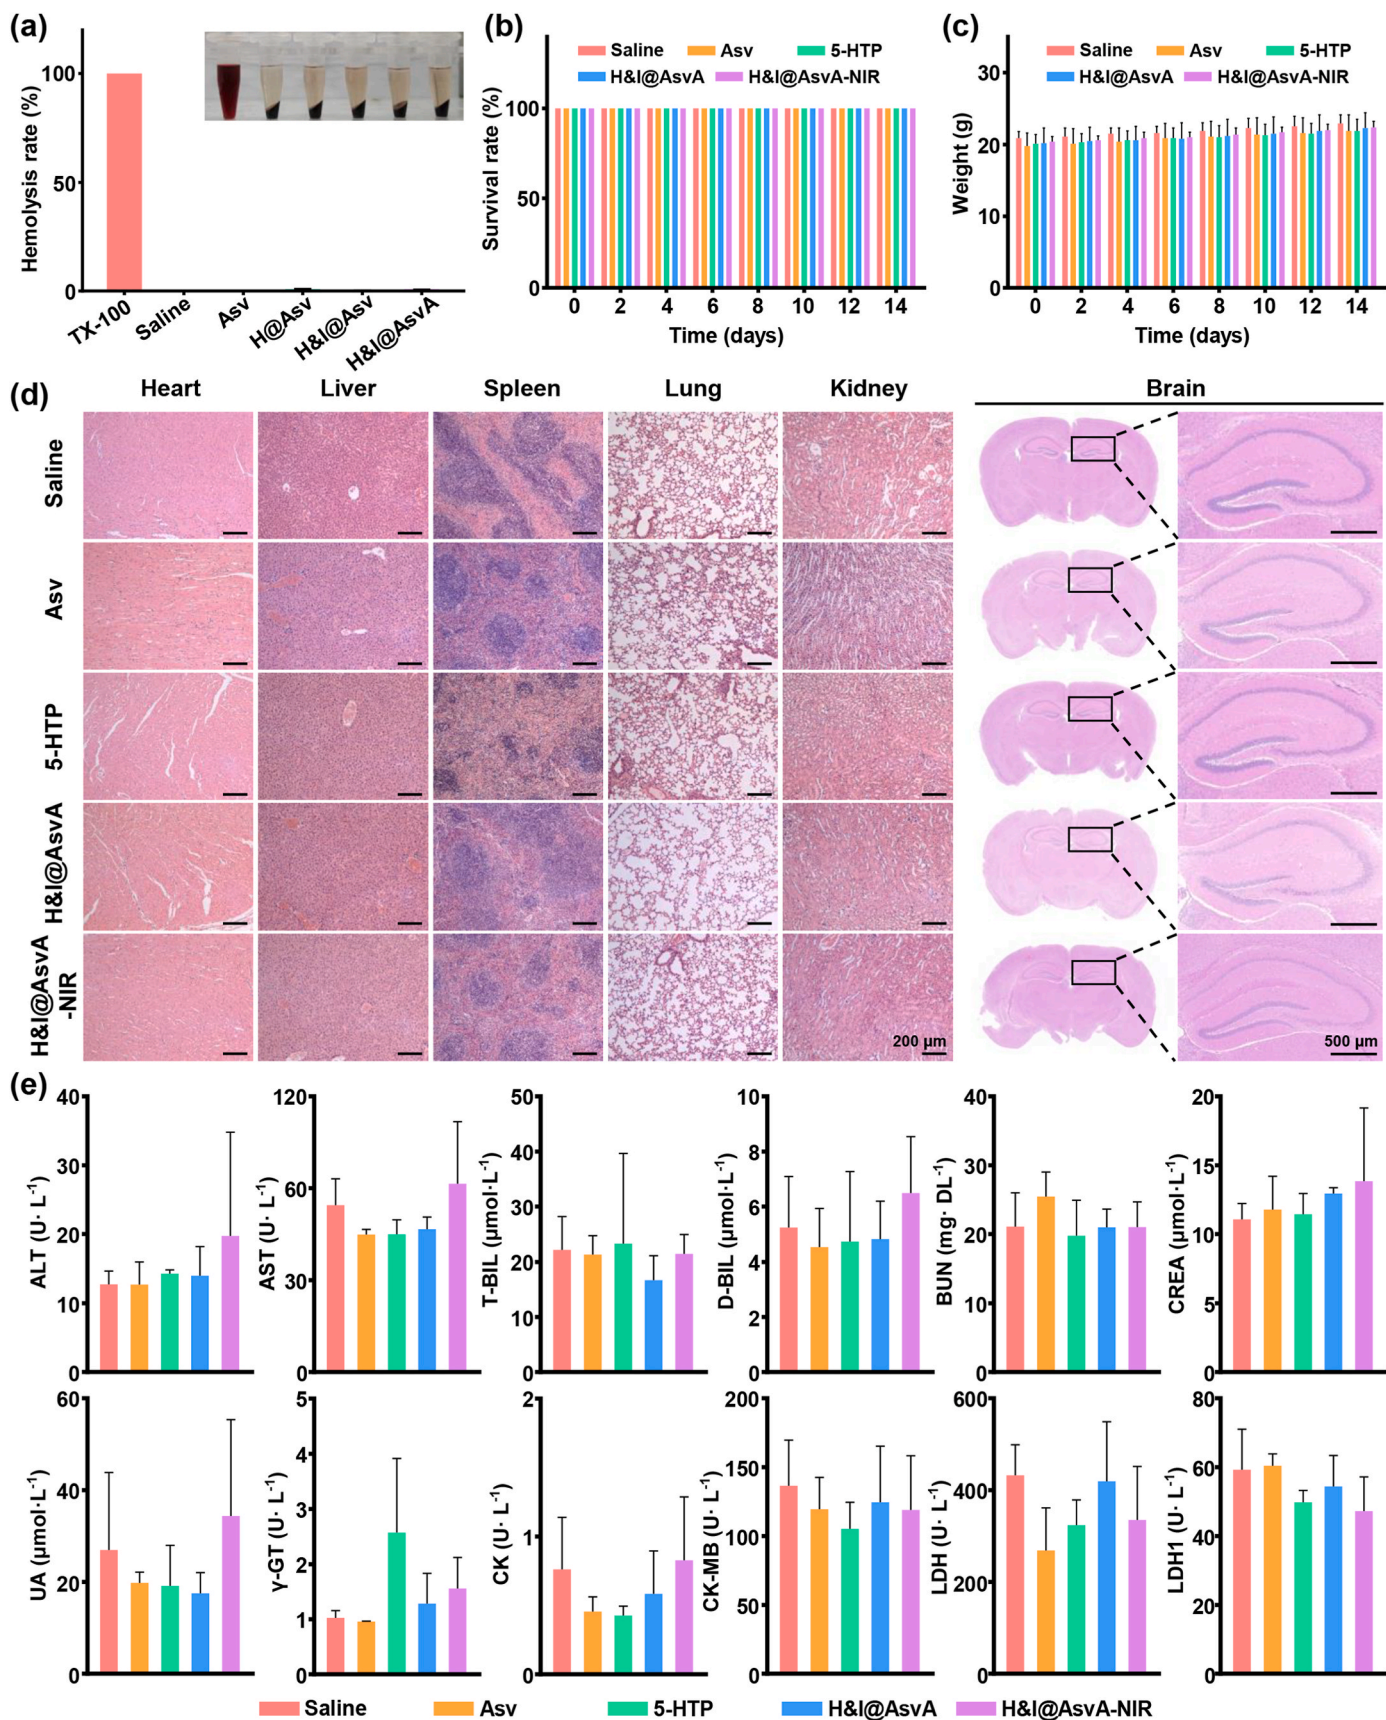 (a)
Hemolysis rate (%)
100
50
0
TX-100
Saline
Asv
H@Asv
H&I@Asv
H&I@AsvA
(b)
Survival rate (%)
Saline
Asv
5-HTP
H&I@AsvA
H&I@AsvA-NIR
100
50
0
0 2 4 6 8 10 12 14
Time (days)
(c)
Weight (g)
Saline
Asv
5-HTP
H&I@AsvA
H&I@AsvA-NIR
30
20
10
0
0 2 4 6 8 10 12 14
Time (days)
(d)
Heart Liver Spleen Lung Kidney Brain
Saline
Asv
5-HTP
H&I@AsvA
H&I@AsvA
-NIR
200 μm
500 μm
(e)
ALT (U· L⁻¹)
40
30
20
10
0
AST (U· L⁻¹)
120
60
30
0
T-BIL (μmol·L⁻¹)
50
40
30
20
10
0
D-BIL (μmol·L⁻¹)
10
8
6
4
2
0
BUN (mg· DL⁻¹)
40
30
20
10
0
CREA (μmol·L⁻¹)
20
15
10
5
0
UA (μmol·L⁻¹)
60
40
20
0
γ-GT (U· L⁻¹)
5
4
3
2
1
0
CK (U· L⁻¹)
2
1
0
CK-MB (U· L⁻¹)
200
150
100
50
0
LDH (U· L⁻¹)
600
400
200
0
LDH1 (U· L⁻¹)
80
60
40
20
0
Saline Asv 5-HTP H&I@AsvA H&I@AsvA-NIR